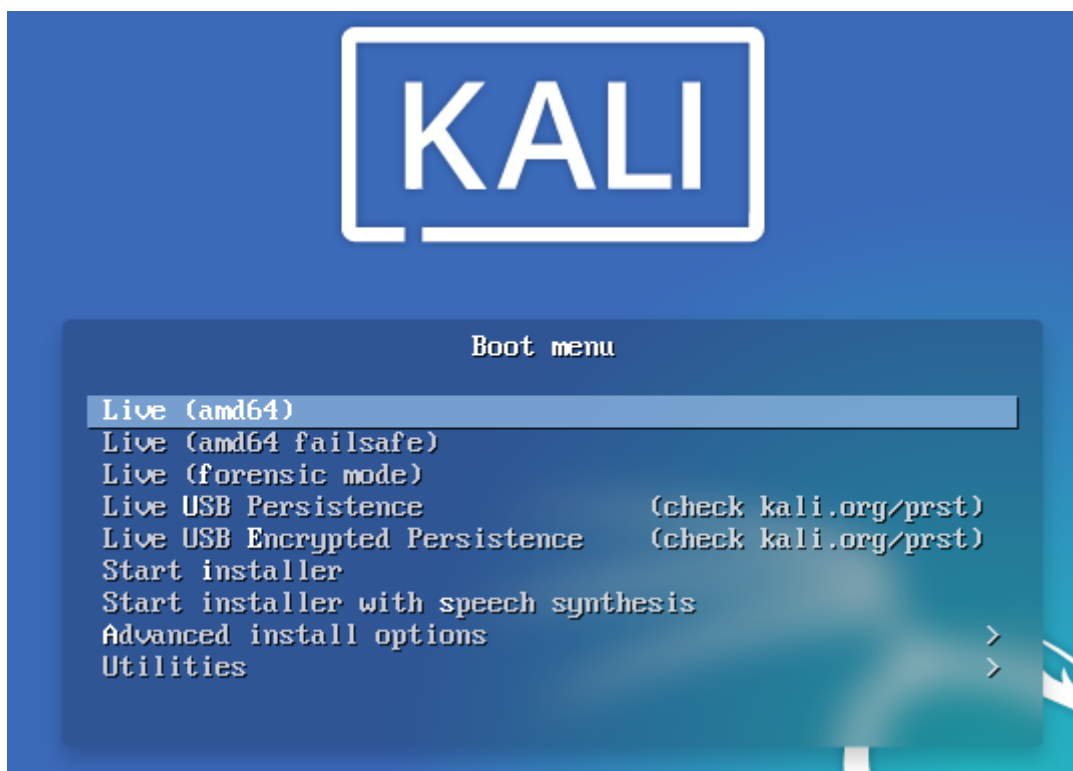 KALI
Boot menu
Live (amd64)
Live (amd64 failsafe)
Live (forensic mode)
Live USB Persistence (check kali.org/prst)
Live USB Encrypted Persistence (check kali.org/prst)
Start installer
Start installer with speech synthesis
Advanced install options >
Utilities >